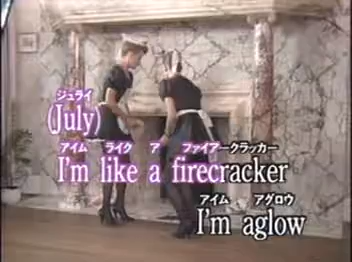 ジュライ
(July)
アイム ライク ア ファイアークラッカー
I'm like a firecracker
アイム アグロウ
I'm aglow